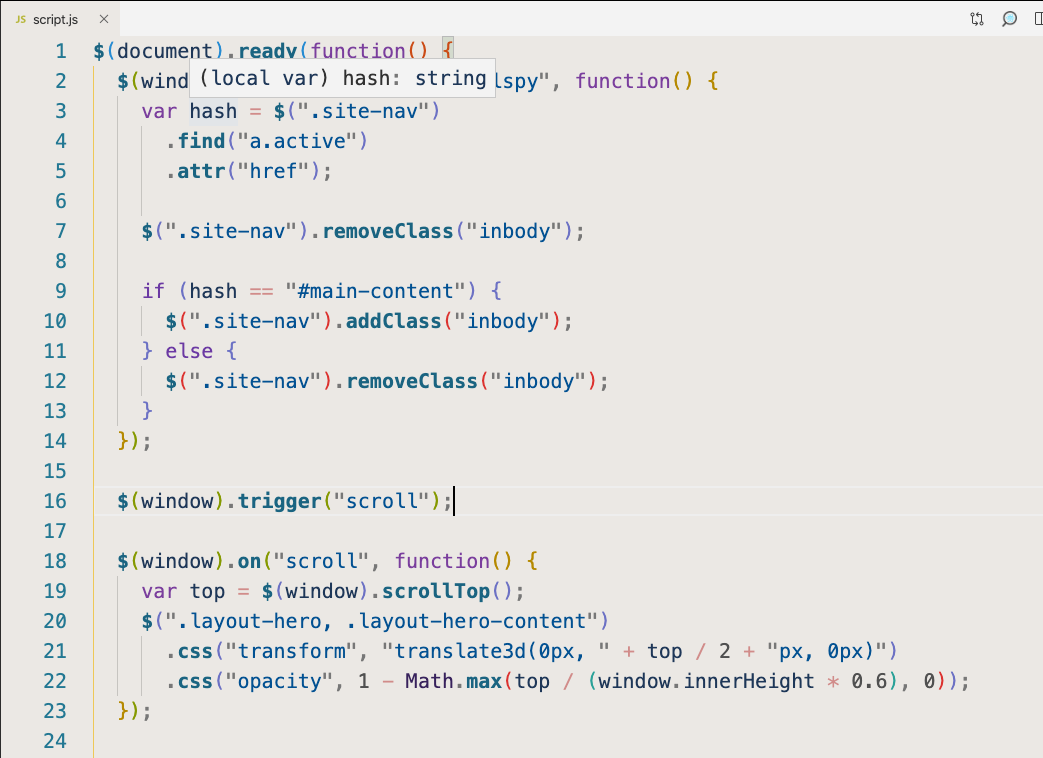 JS script.js ×
1 $(document).ready(function() {
2 $(wind lspy", function() {
(local var) hash: string
3 var hash = $(".site-nav")
4 .find("a.active")
5 .attr("href");
6
7 $(".site-nav").removeClass("inbody");
8
9 if (hash == "#main-content") {
10 $(".site-nav").addClass("inbody");
11 } else {
12 $(".site-nav").removeClass("inbody");
13 }
14 });
15
16 $(window).trigger("scroll");
17
18 $(window).on("scroll", function() {
19 var top = $(window).scrollTop();
20 $(".layout-hero, .layout-hero-content")
21 .css("transform", "translate3d(0px, " + top / 2 + "px, 0px)")
22 .css("opacity", 1 - Math.max(top / (window.innerHeight * 0.6), 0));
23 });
24